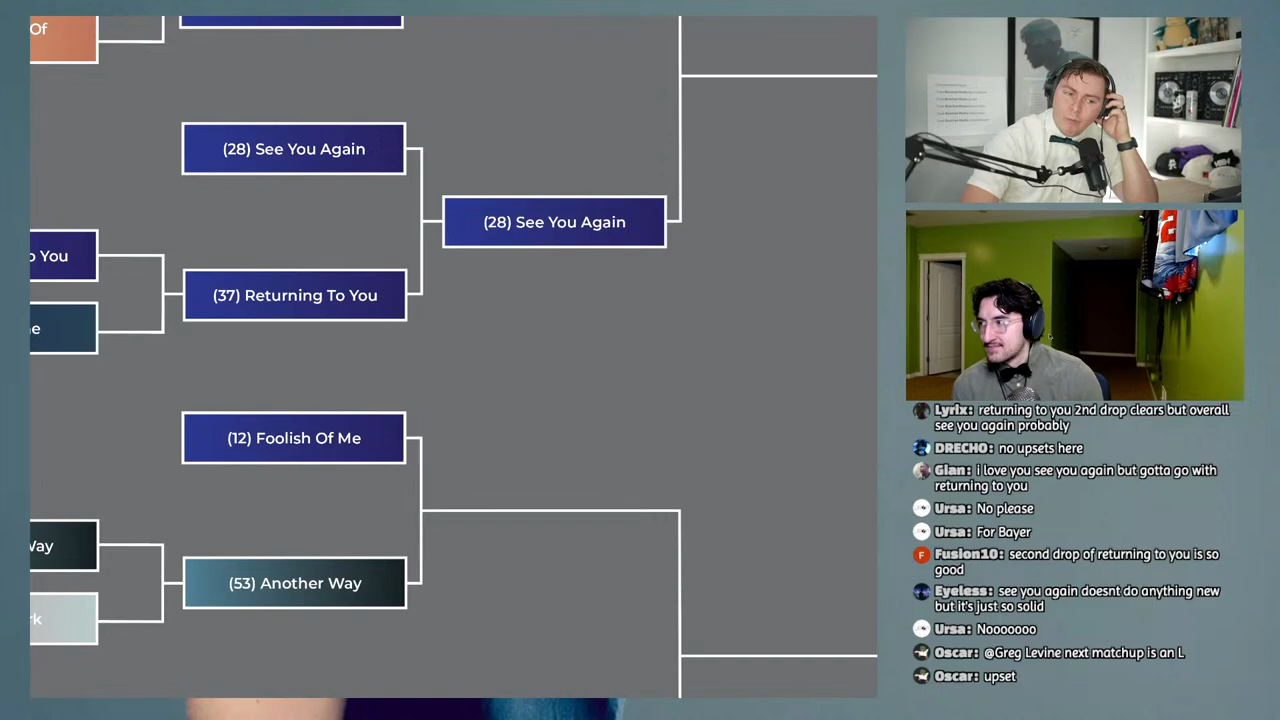 Of
(28) See You Again
(28) See You Again
o You
(37) Returning To You
e
(12) Foolish Of Me
Way
(53) Another Way
rk
Lyrix: returning to you 2nd drop clears but overall
see you again probably
DRECHO: no upsets here
Gian: i love you see you again but gotta go with
returning to you
Ursa: No please
Ursa: For Bayer
F Fusion10: second drop of returning to you is so
good
Eyeless: see you again doesnt do anything new
but it's just so solid
Ursa: Nooooooo
Oscar: @Greg Levine next matchup is an L
Oscar: upset